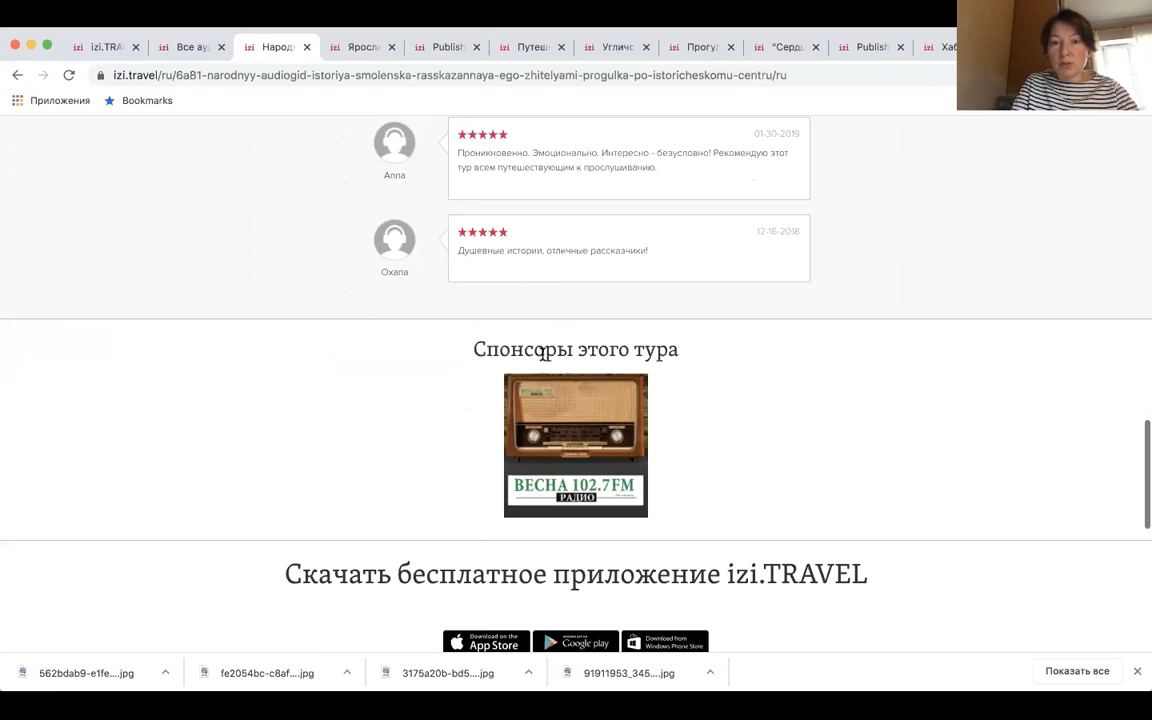 izi.TRA
Все ау
Народ
Яросла
Publish
Путеш
Угличс
Прогул
"Серд
Publish
Хаб
izi.travel/ru/6a81-narodnyy-audiogid-istoriya-smolenska-rasskazannaya-ego-zhitelyami-progulka-po-istoricheskomu-centru/ru
Приложения
Bookmarks
01-30-2019
Проникновенно. Эмоционально. Интересно - безусловно! Рекомендую этот
тур всем путешествующим к прослушиванию.
Anna
12-16-2018
Душевные истории, отличные рассказчики!
Oxana
Спонсоры этого тура
ВЕСНА 102.7FM
РАДИО
Скачать бесплатное приложение izi.TRAVEL
Download on the
App Store
Google play
Download from
Windows Phone Store
562bdab9-e1fe....jpg
fe2054bc-c8af....jpg
3175a20b-bd5....jpg
91911953_345....jpg
Показать все